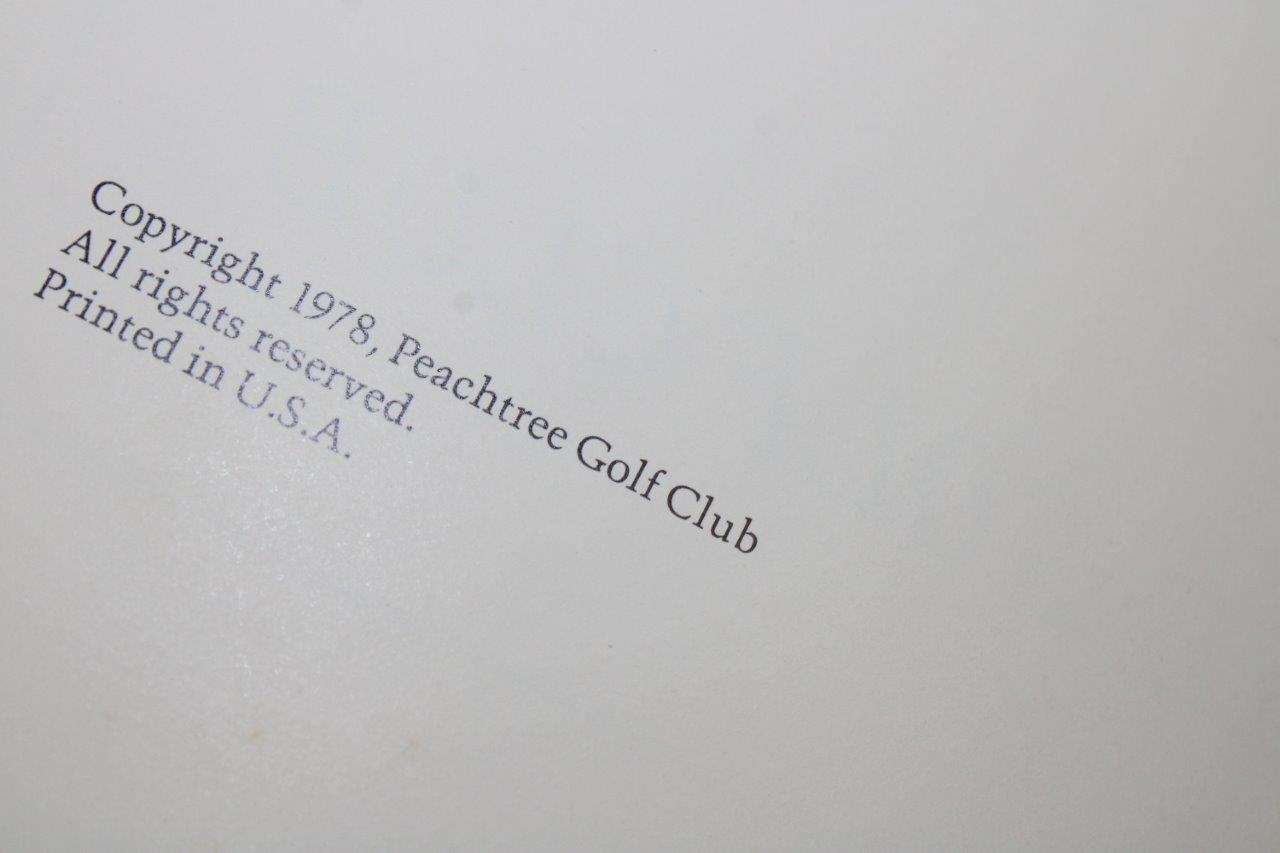 Copyright 1978, Peachtree Golf Club
All rights reserved.
Printed in U.S.A.